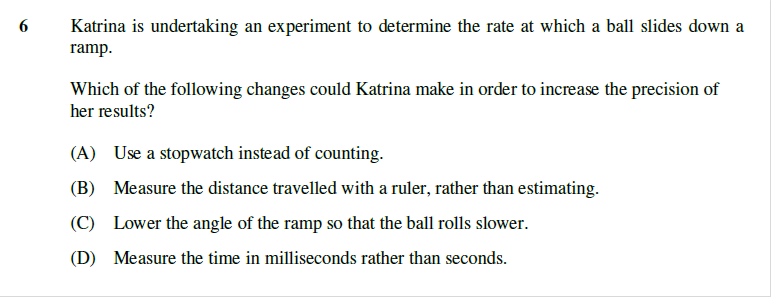 6 Katrina is undertaking an experiment to determine the rate at which a ball slides down a
ramp.
Which of the following changes could Katrina make in order to increase the precision of
her results?
(A) Use a stopwatch instead of counting.
(B) Measure the distance travelled with a ruler, rather than estimating.
(C) Lower the angle of the ramp so that the ball rolls slower.
(D) Measure the time in milliseconds rather than seconds.